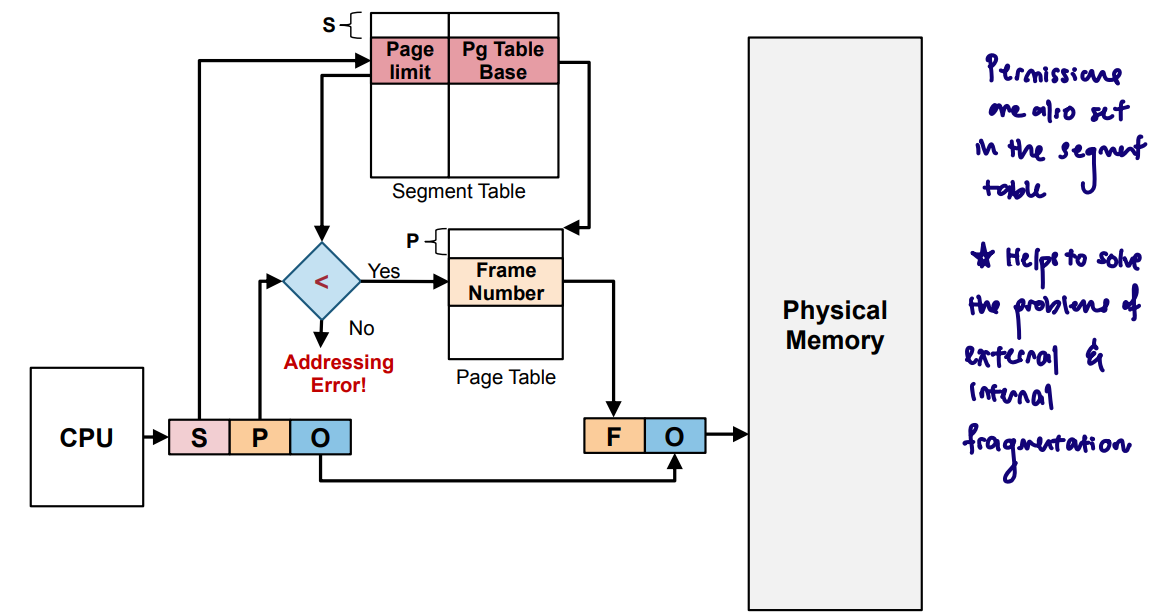 S
Page
limit
Pg Table
Base
Segment Table
P
Frame
Number
Page Table
<
Yes
No
Addressing
Error!
CPU
S P O
F O
Physical
Memory
Permissions
are also set
in the segment
table
☆ Helps to solve
the problems of
external &
internal
fragmentation